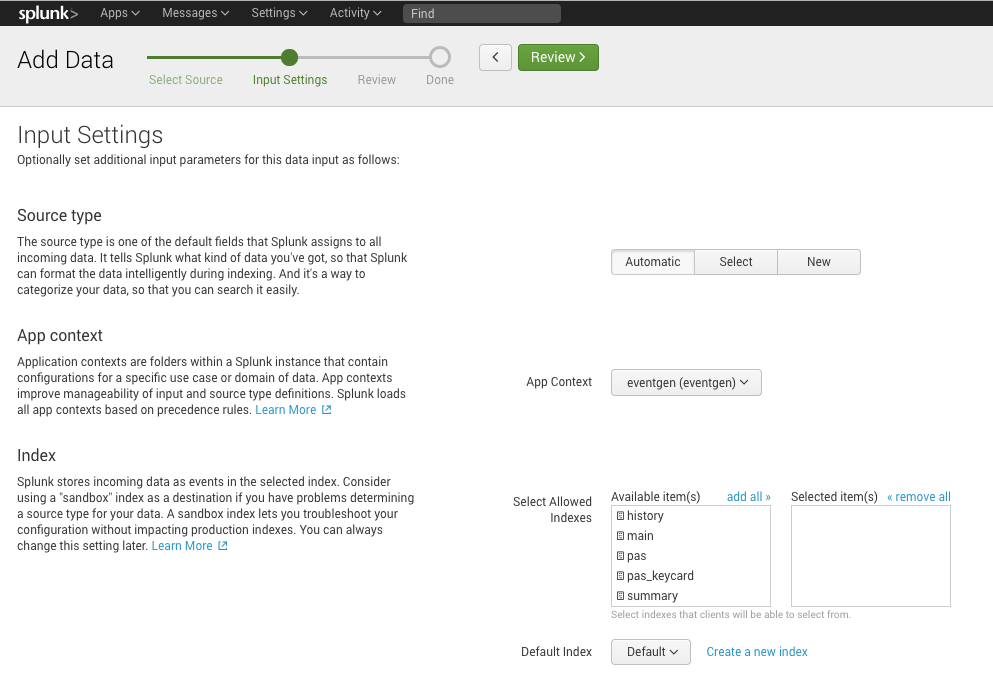 splunk> Apps Messages Settings Activity Find
Add Data
Select Source Input Settings Review Done
< Review >
Input Settings
Optionally set additional input parameters for this data input as follows:
Source type
The source type is one of the default fields that Splunk assigns to all
incoming data. It tells Splunk what kind of data you've got, so that Splunk
can format the data intelligently during indexing. And it's a way to
categorize your data, so that you can search it easily.
Automatic Select New
App context
Application contexts are folders within a Splunk instance that contain
configurations for a specific use case or domain of data. App contexts
improve manageability of input and source type definitions. Splunk loads
all app contexts based on precedence rules. Learn More
App Context eventgen (eventgen)
Index
Splunk stores incoming data as events in the selected index. Consider
using a "sandbox" index as a destination if you have problems determining
a source type for your data. A sandbox index lets you troubleshoot your
configuration without impacting production indexes. You can always
change this setting later. Learn More
Select Allowed
Indexes
Available item(s) add all »
history
main
pas
pas_keycard
summary
Selected item(s) « remove all
Select indexes that clients will be able to select from.
Default Index Default Create a new index